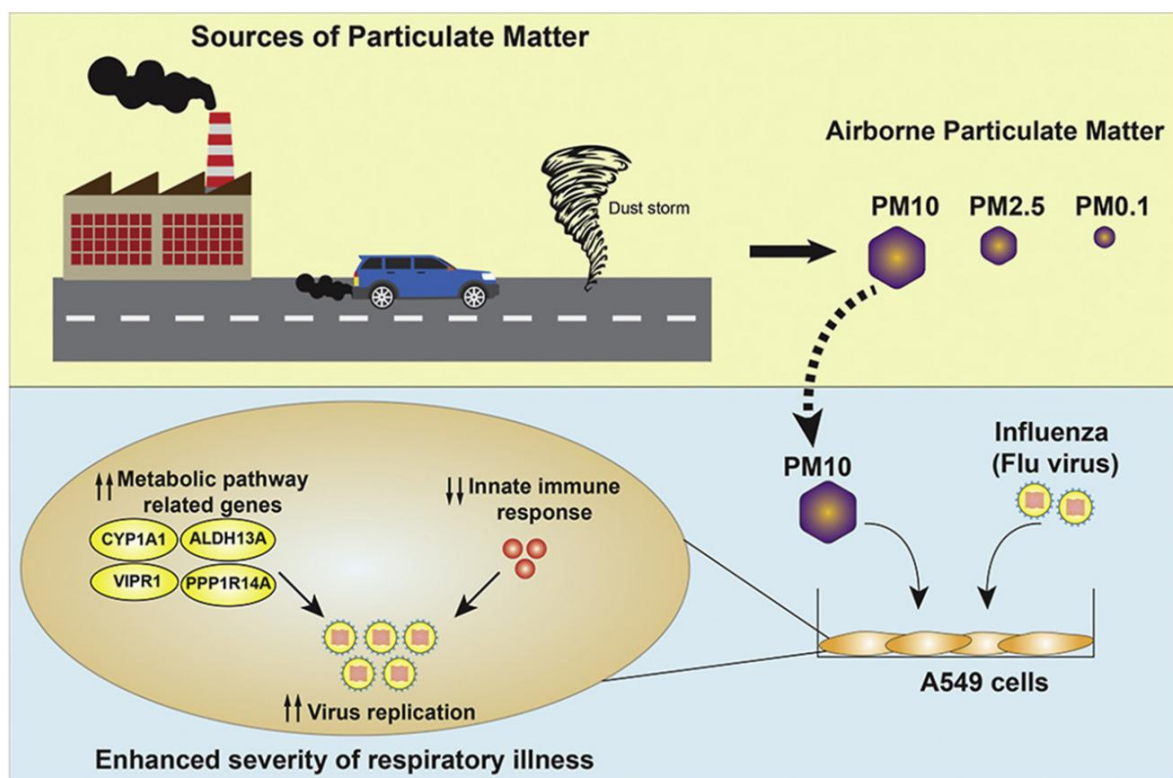 Sources of Particulate Matter
Dust storm
Airborne Particulate Matter
PM10
PM2.5
PM0.1
PM10
Influenza
(Flu virus)
A549 cells
Metabolic pathway
related genes
CYP1A1
ALDH13A
VIPR1
PPP1R14A
Innate immune
response
Virus replication
Enhanced severity of respiratory illness